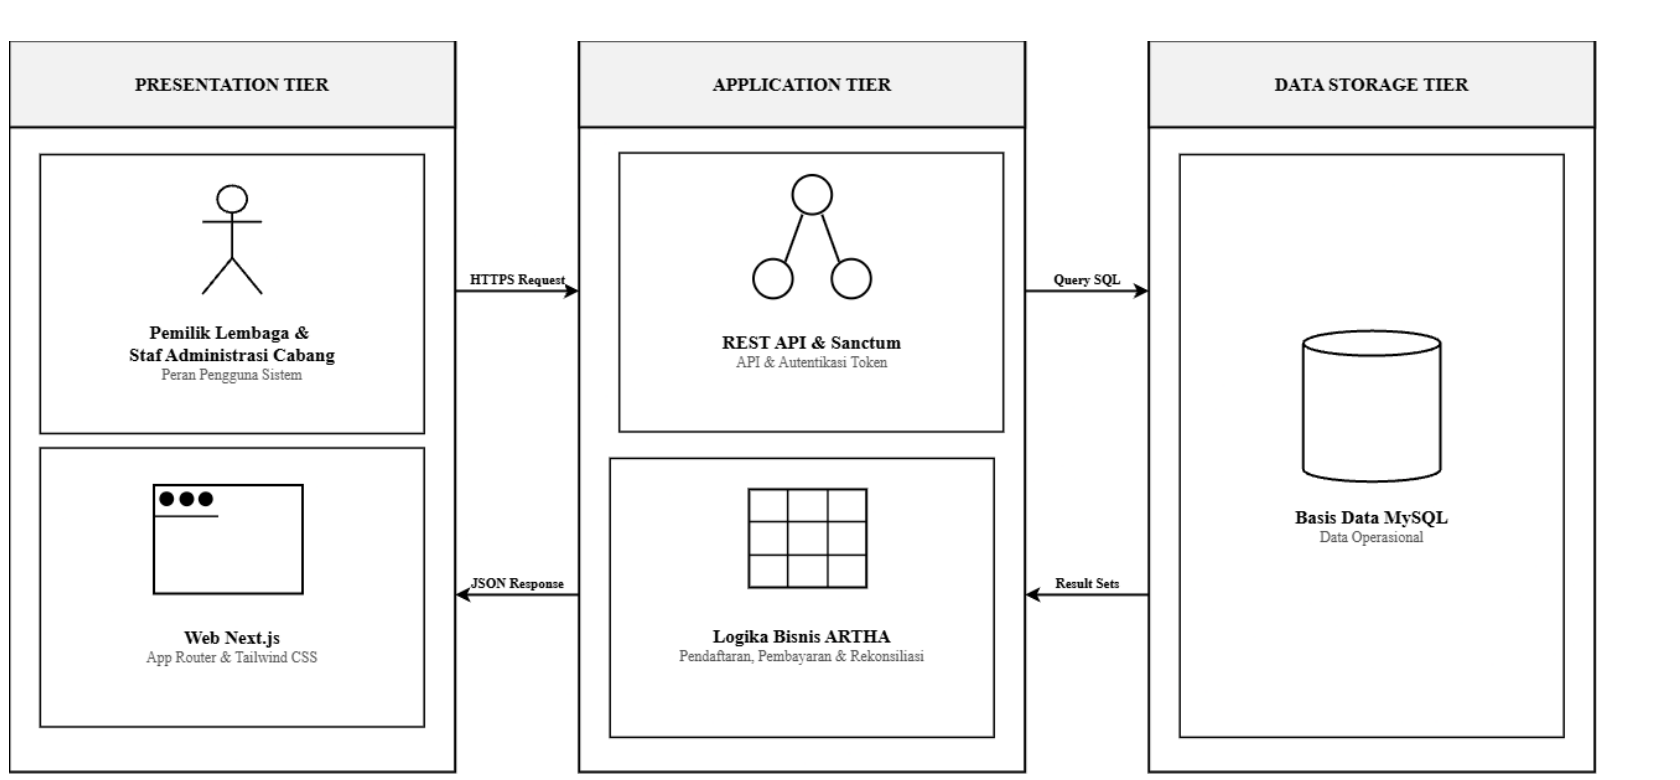 PRESENTATION TIER
Pemilik Lembaga &
Staf Administrasi Cabang
Peran Pengguna Sistem
Web Next.js
App Router & Tailwind CSS
HTTPS Request
JSON Response
APPLICATION TIER
REST API & Sanctum
API & Autentikasi Token
Logika Bisnis ARTHA
Pendaftaran, Pembayaran & Rekonsiliasi
Query SQL
Result Sets
DATA STORAGE TIER
Basis Data MySQL
Data Operasional